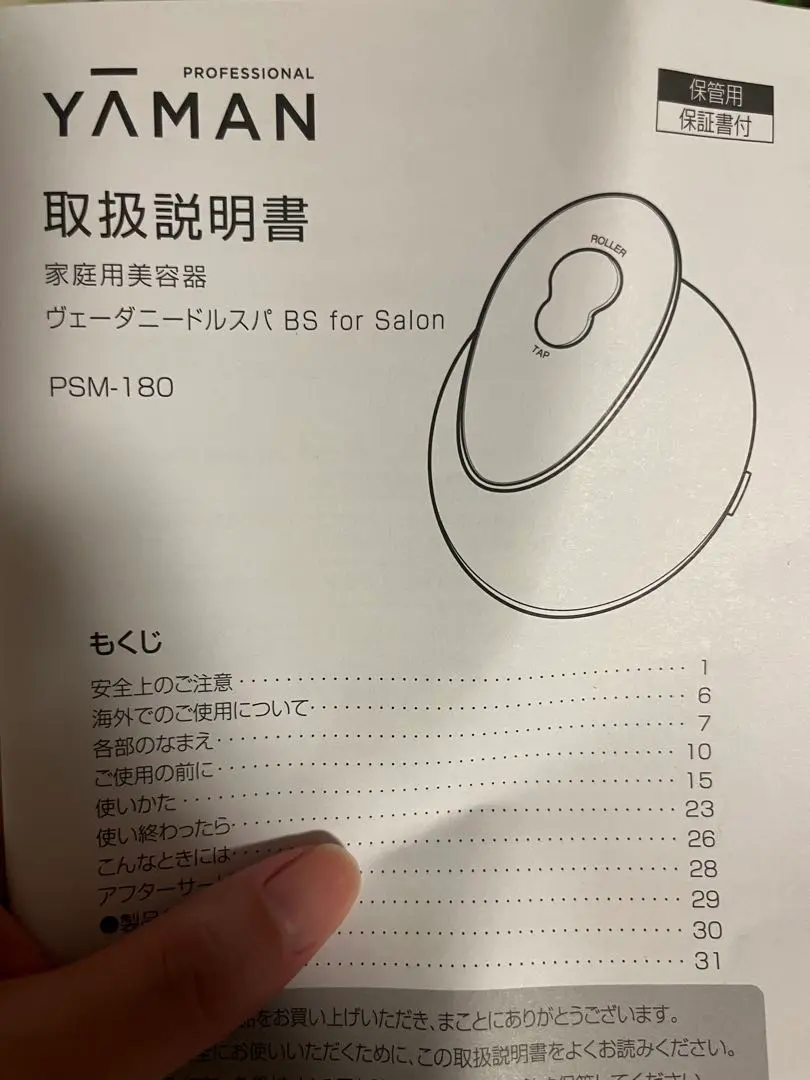 PROFESSIONAL
YAMAN
保管用
保証書付
取扱説明書
家庭用美容器
ヴェーダニードルスパ BS for Salon
PSM-180
ROLLER
TAP
もくじ
安全上のご注意 1
海外でのご使用について 6
各部のなまえ 7
ご使用の前に 10
使いかた 15
使い終わったら 23
こんなときには 26
アフターサー 28
●製品 29
30
31
品をお買い上げいただき、まことにありがとうございます。
全にお使いいただくために、この取扱説明書をよくお読みください。